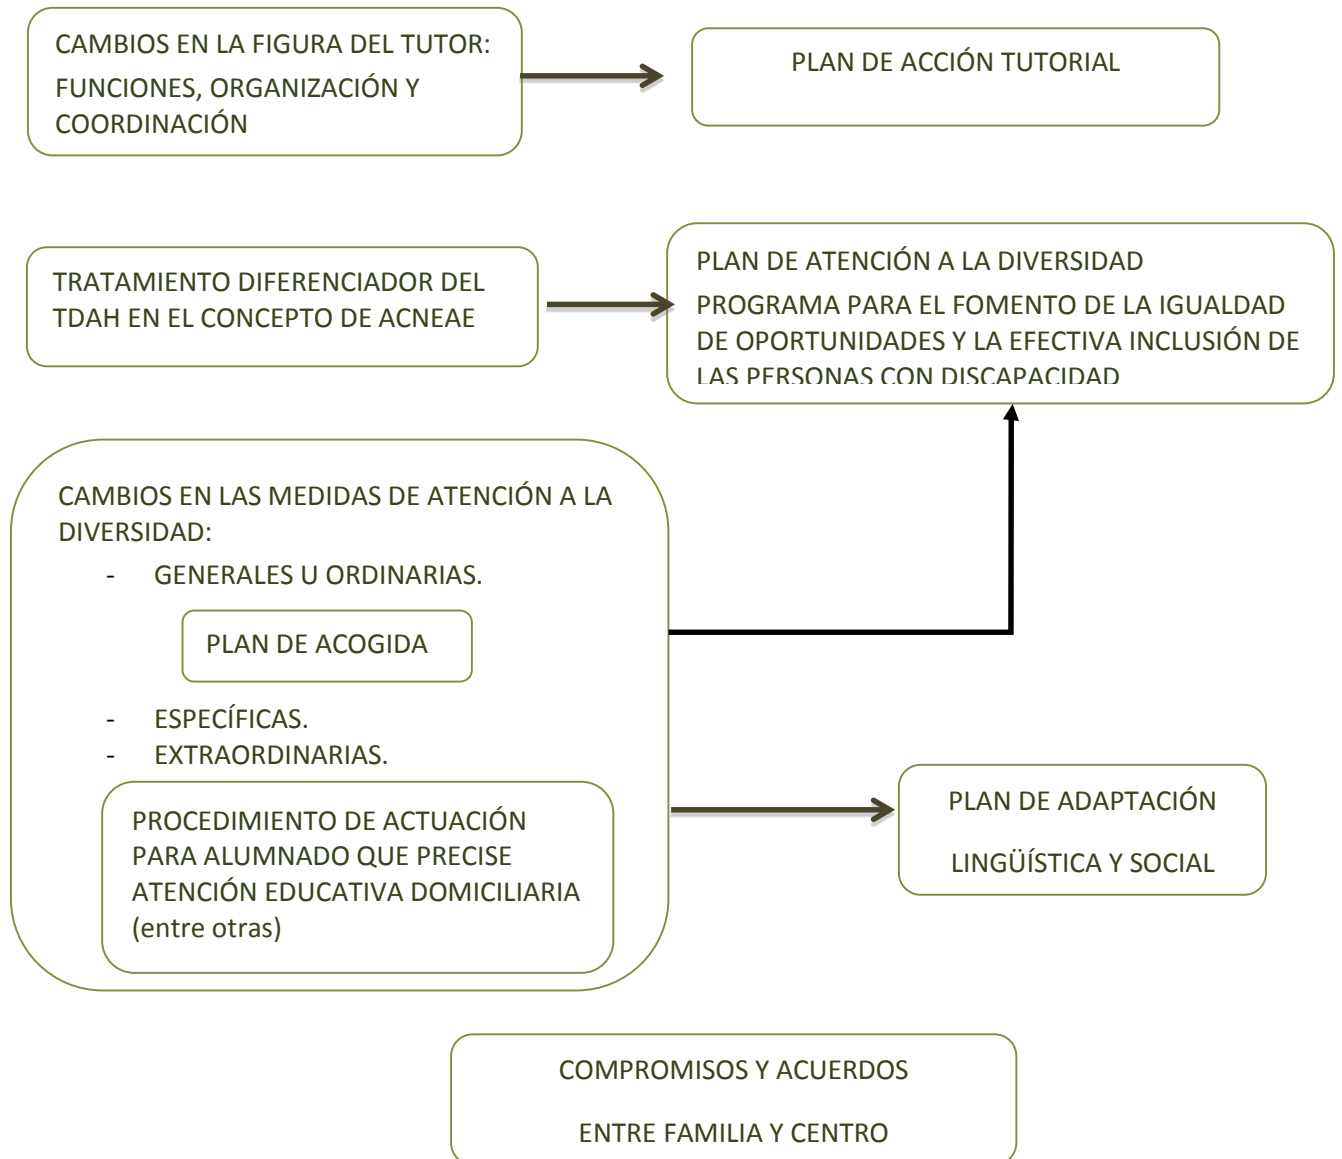 CAMBIOS EN LA FIGURA DEL TUTOR:
FUNCIONES, ORGANIZACIÓN Y
COORDINACIÓN
PLAN DE ACCIÓN TUTORIAL
TRATAMIENTO DIFERENCIADOR DEL
TDAH EN EL CONCEPTO DE ACNEAE
PLAN DE ATENCIÓN A LA DIVERSIDAD
PROGRAMA PARA EL FOMENTO DE LA IGUALDAD
DE OPORTUNIDADES Y LA EFECTIVA INCLUSIÓN DE
LAS PERSONAS CON DISCAPACIDAD
CAMBIOS EN LAS MEDIDAS DE ATENCIÓN A LA
DIVERSIDAD:
- GENERALES U ORDINARIAS.
PLAN DE ACOGIDA
- ESPECÍFICAS.
- EXTRAORDINARIAS.
PROCEDIMIENTO DE ACTUACIÓN
PARA ALUMNADO QUE PRECISE
ATENCIÓN EDUCATIVA DOMICILIARIA
(entre otras)
PLAN DE ADAPTACIÓN
LINGÜÍSTICA Y SOCIAL
COMPROMISOS Y ACUERDOS
ENTRE FAMILIA Y CENTRO